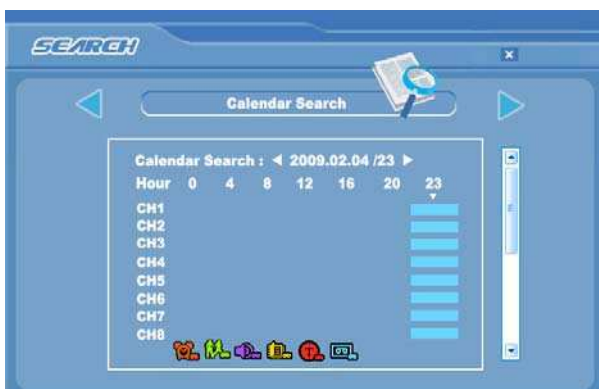 SEARCH
Calendar Search
Calendar Search : ◀ 2009.02.04 /23 ▶
Hour 0 4 8 12 16 20 23
CH1
CH2
CH3
CH4
CH5
CH6
CH7
CH8